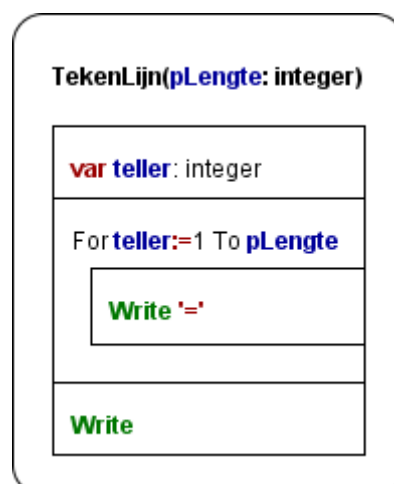 TekenLijn(pLengte: integer)
var teller: integer
For teller:=1 To pLengte
Write '='
Write